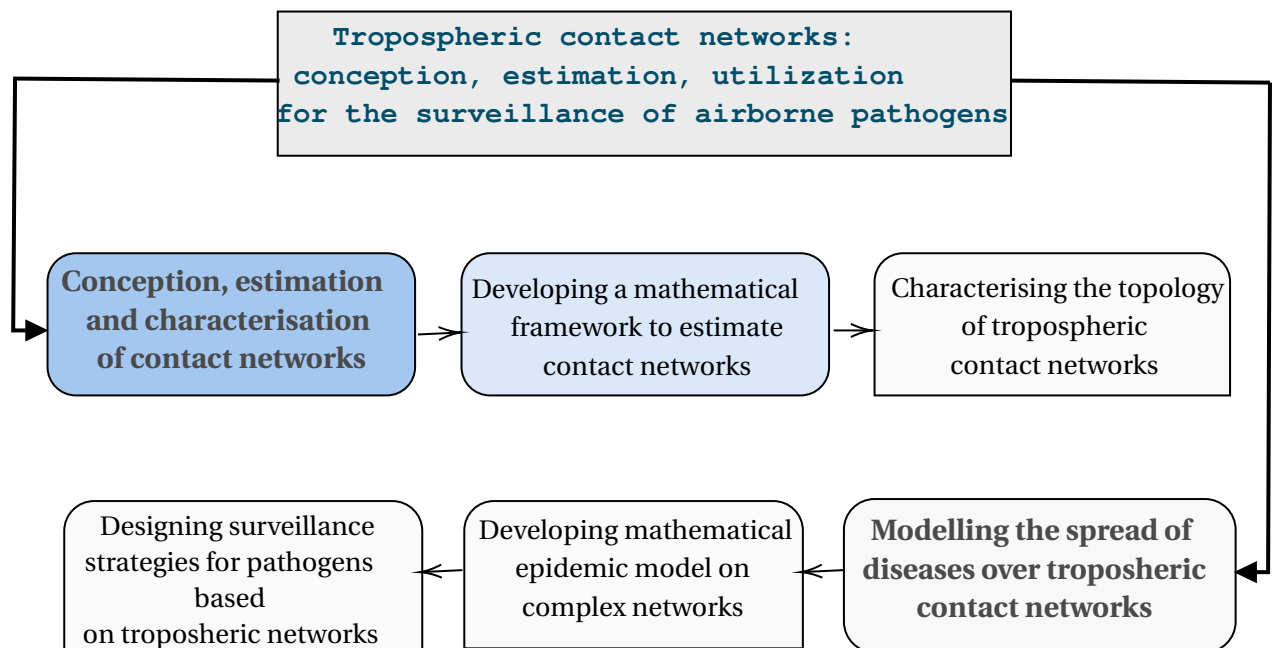 Tropospheric contact networks:
conception, estimation, utilization
for the surveillance of airborne pathogens
Conception, estimation
and characterisation
of contact networks
Developing a mathematical
framework to estimate
contact networks
Characterising the topology
of tropospheric
contact networks
Designing surveillance
strategies for pathogens
based
on troposheric networks
Developing mathematical
epidemic model on
complex networks
Modelling the spread of
diseases over troposheric
contact networks